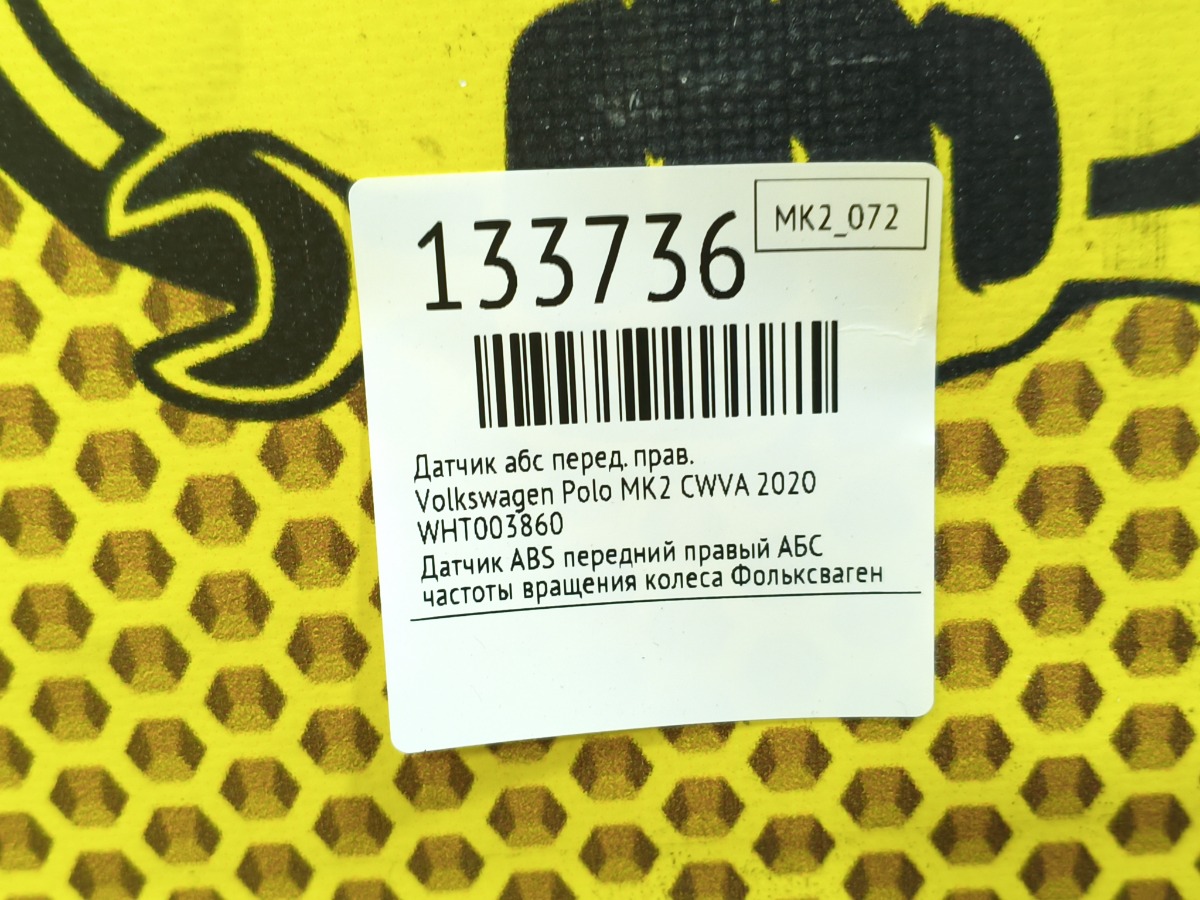 133736
MK2_072
Датчик абс перед. прав.
Volkswagen Polo MK2 CWVA 2020
WHT003860
Датчик ABS передний правый АБС
частоты вращения колеса Фольксваген